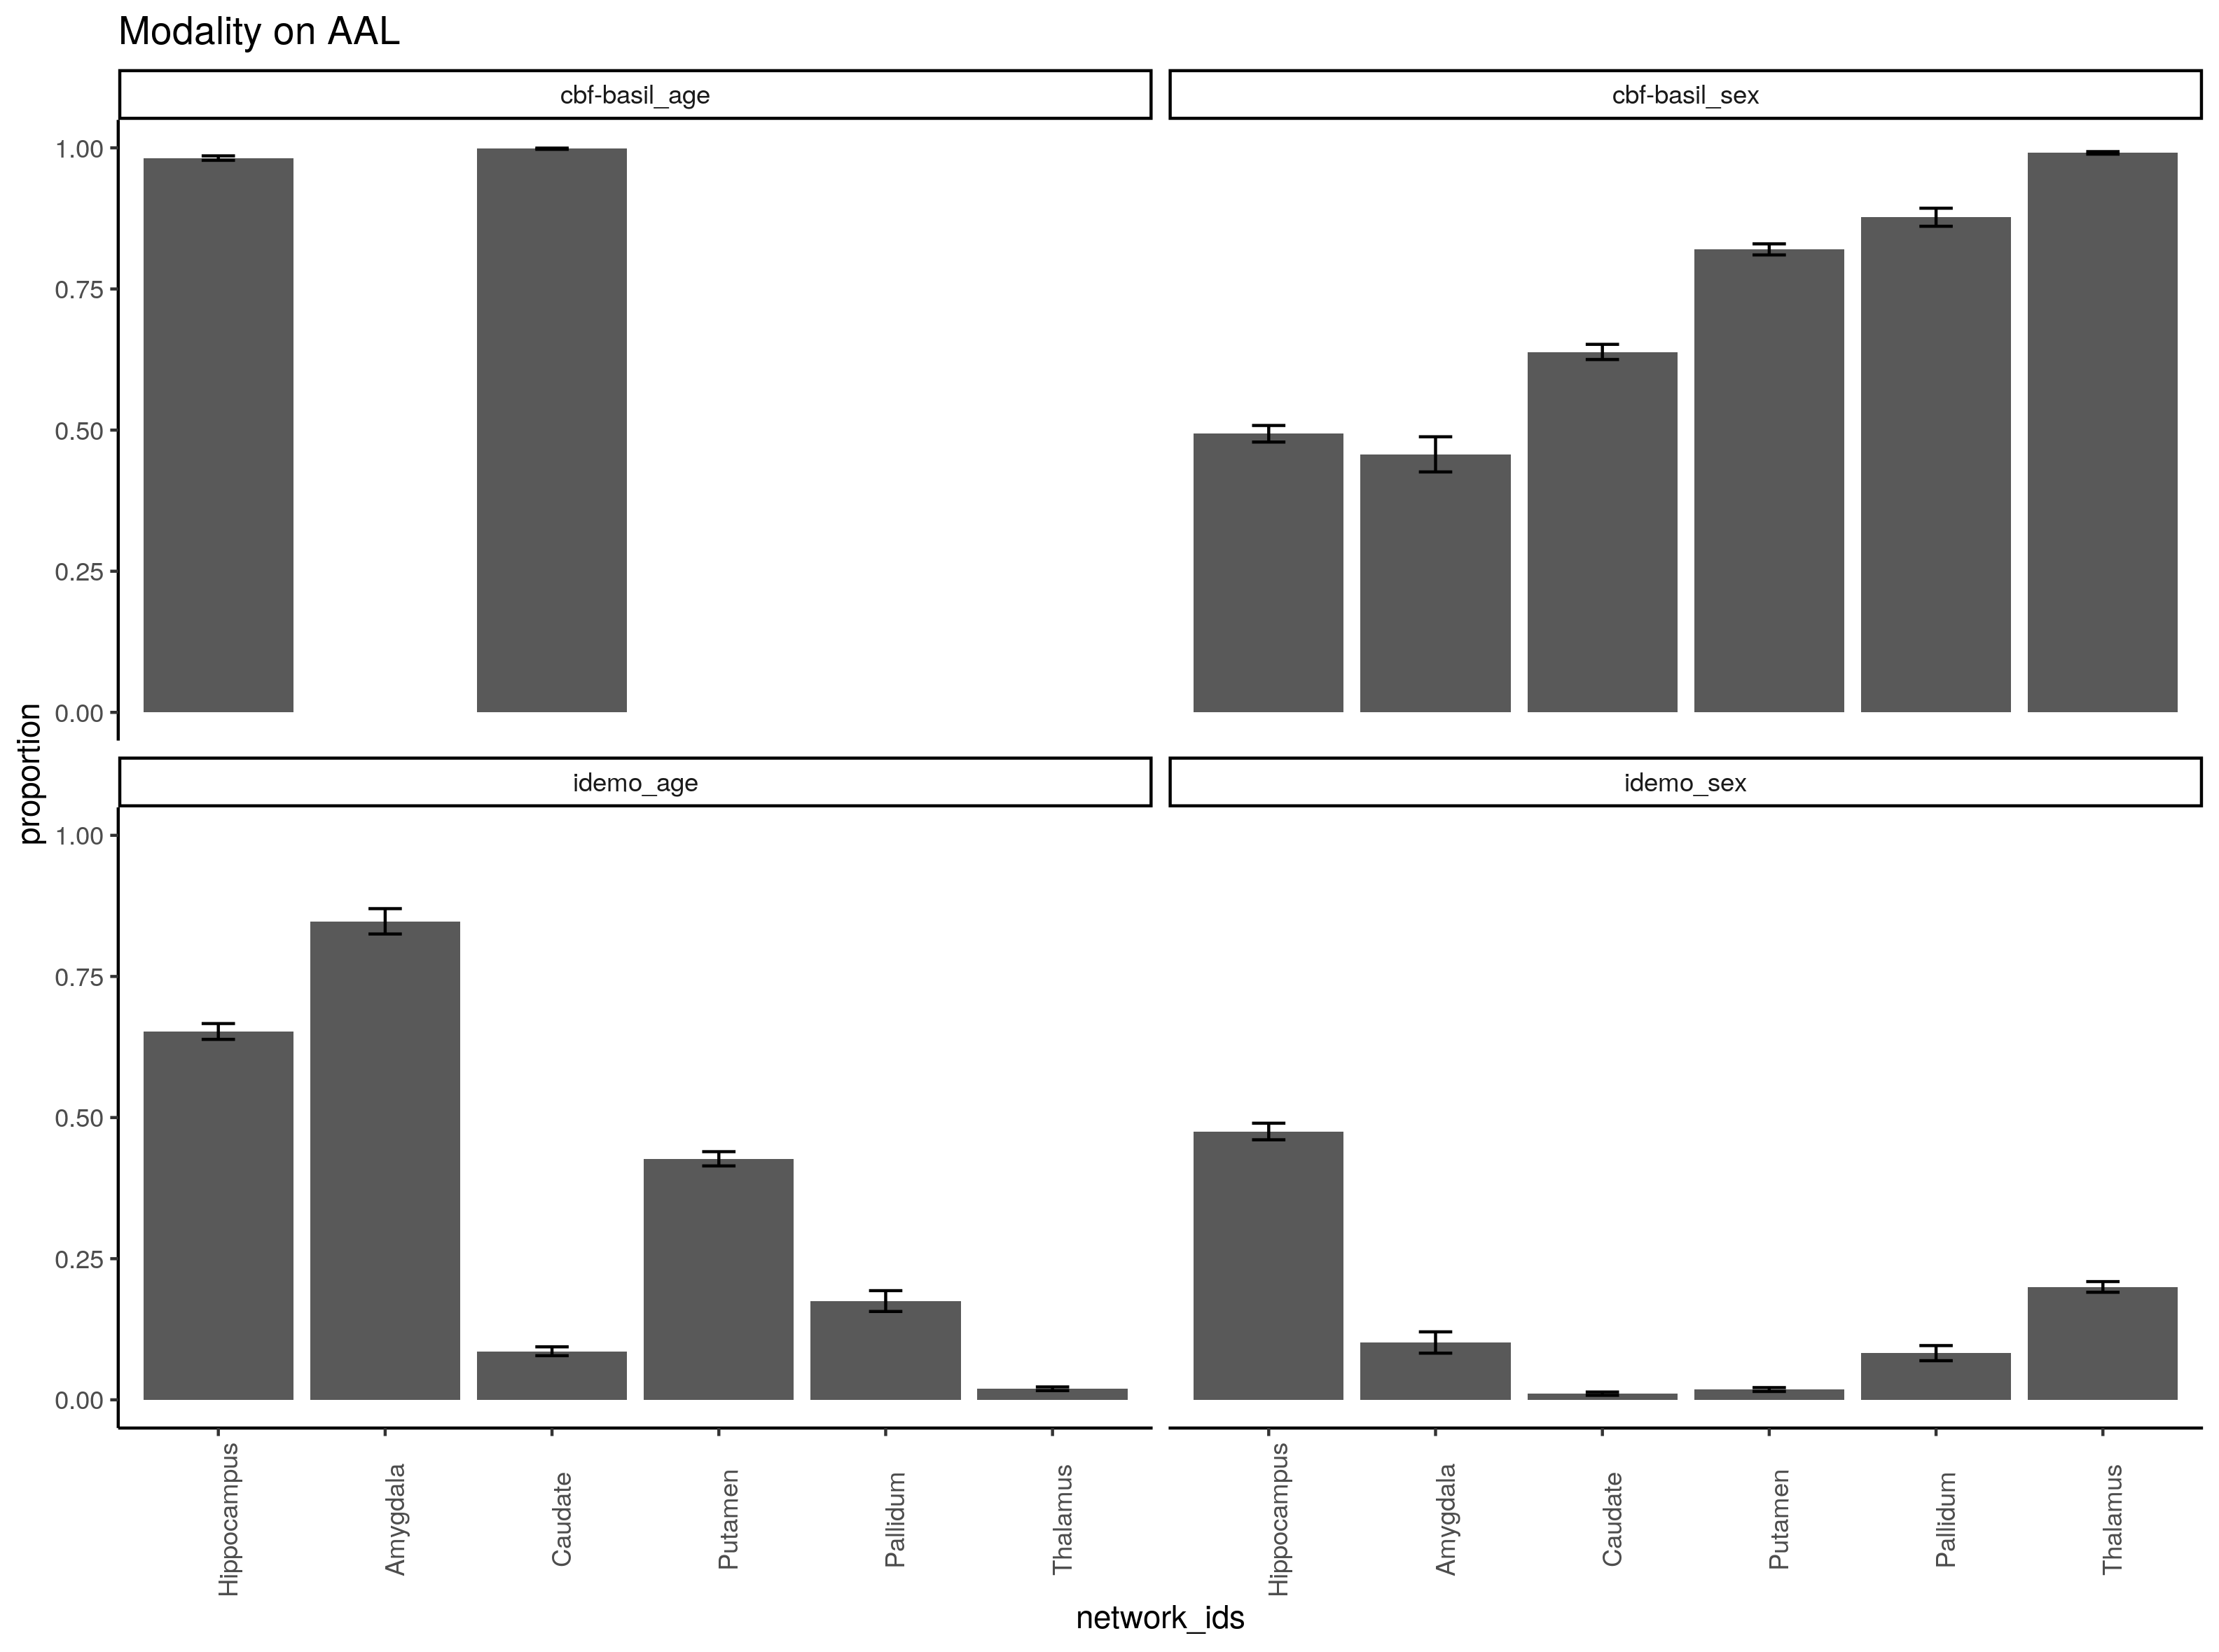 Modality on AAL
cbf-basil_age
cbf-basil_sex
1.00
0.75
0.50
0.25
0.00
proportion
idemo_age
idemo_sex
1.00
0.75
0.50
0.25
0.00
Hippocampus
Amygdala
Caudate
Putamen
Pallidum
Thalamus
Hippocampus
Amygdala
Caudate
Putamen
Pallidum
Thalamus
network_ids